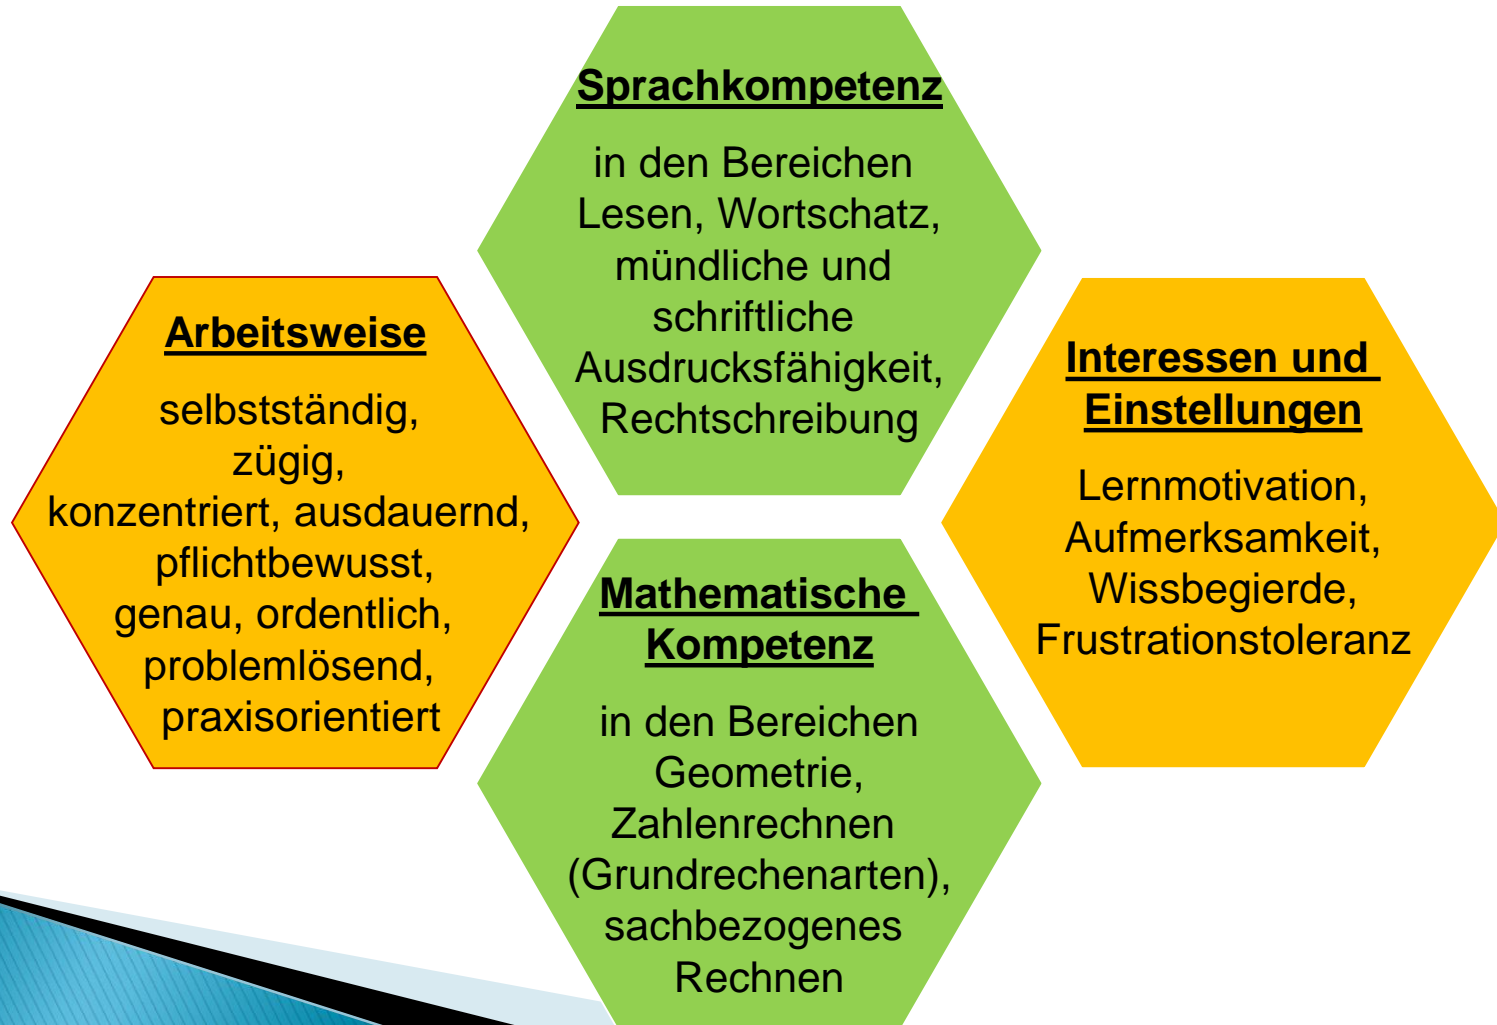 Sprachkompetenz
in den Bereichen
Lesen, Wortschatz,
mündliche und
schriftliche
Ausdrucksfähigkeit,
Rechtschreibung
Arbeitsweise
selbstständig,
zügig,
konzentriert, ausdauernd,
pflichtbewusst,
genau, ordentlich,
problemlösend,
praxisorientiert
Interessen und
Einstellungen
Lernmotivation,
Aufmerksamkeit,
Wissbegierde,
Frustrationstoleranz
Mathematische
Kompetenz
in den Bereichen
Geometrie,
Zahlenrechnen
(Grundrechenarten),
sachbezogenes
Rechnen